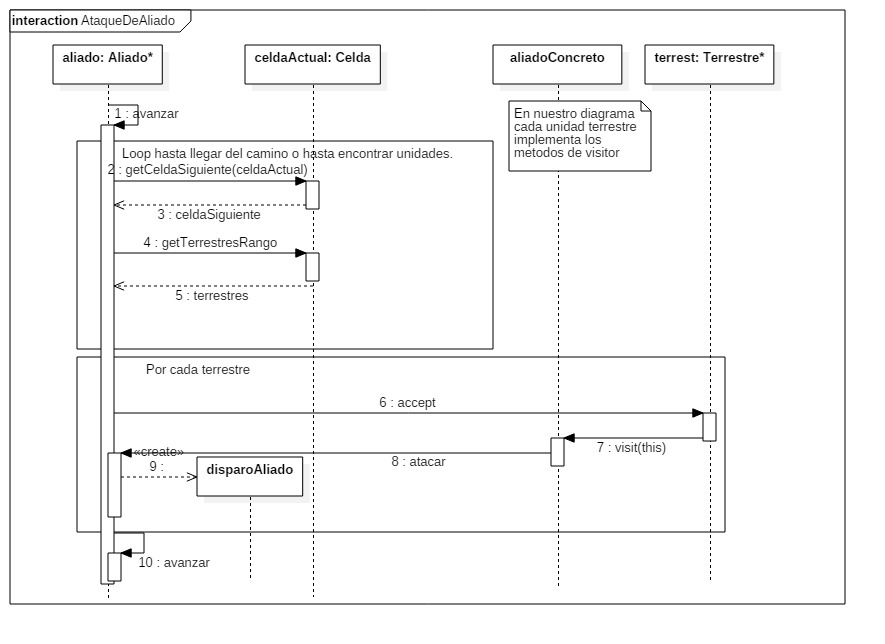 interaction AtaqueDeAliado
aliado: Aliado*
celdaActual: Celda
aliadoConcreto
terrest: Terrestre*
1 : avanzar
En nuestro diagrama
cada unidad terrestre
implementa los
metodos de visitor
Loop hasta llegar del camino o hasta encontrar unidades.
2 : getCeldaSiguiente(celdaActual)
3 : celdaSiguiente
4 : getTerrestresRango
5 : terrestres
Por cada terrestre
6 : accept
7 : visit(this)
«create»
8 : atacar
9 :
disparoAliado
10 : avanzar